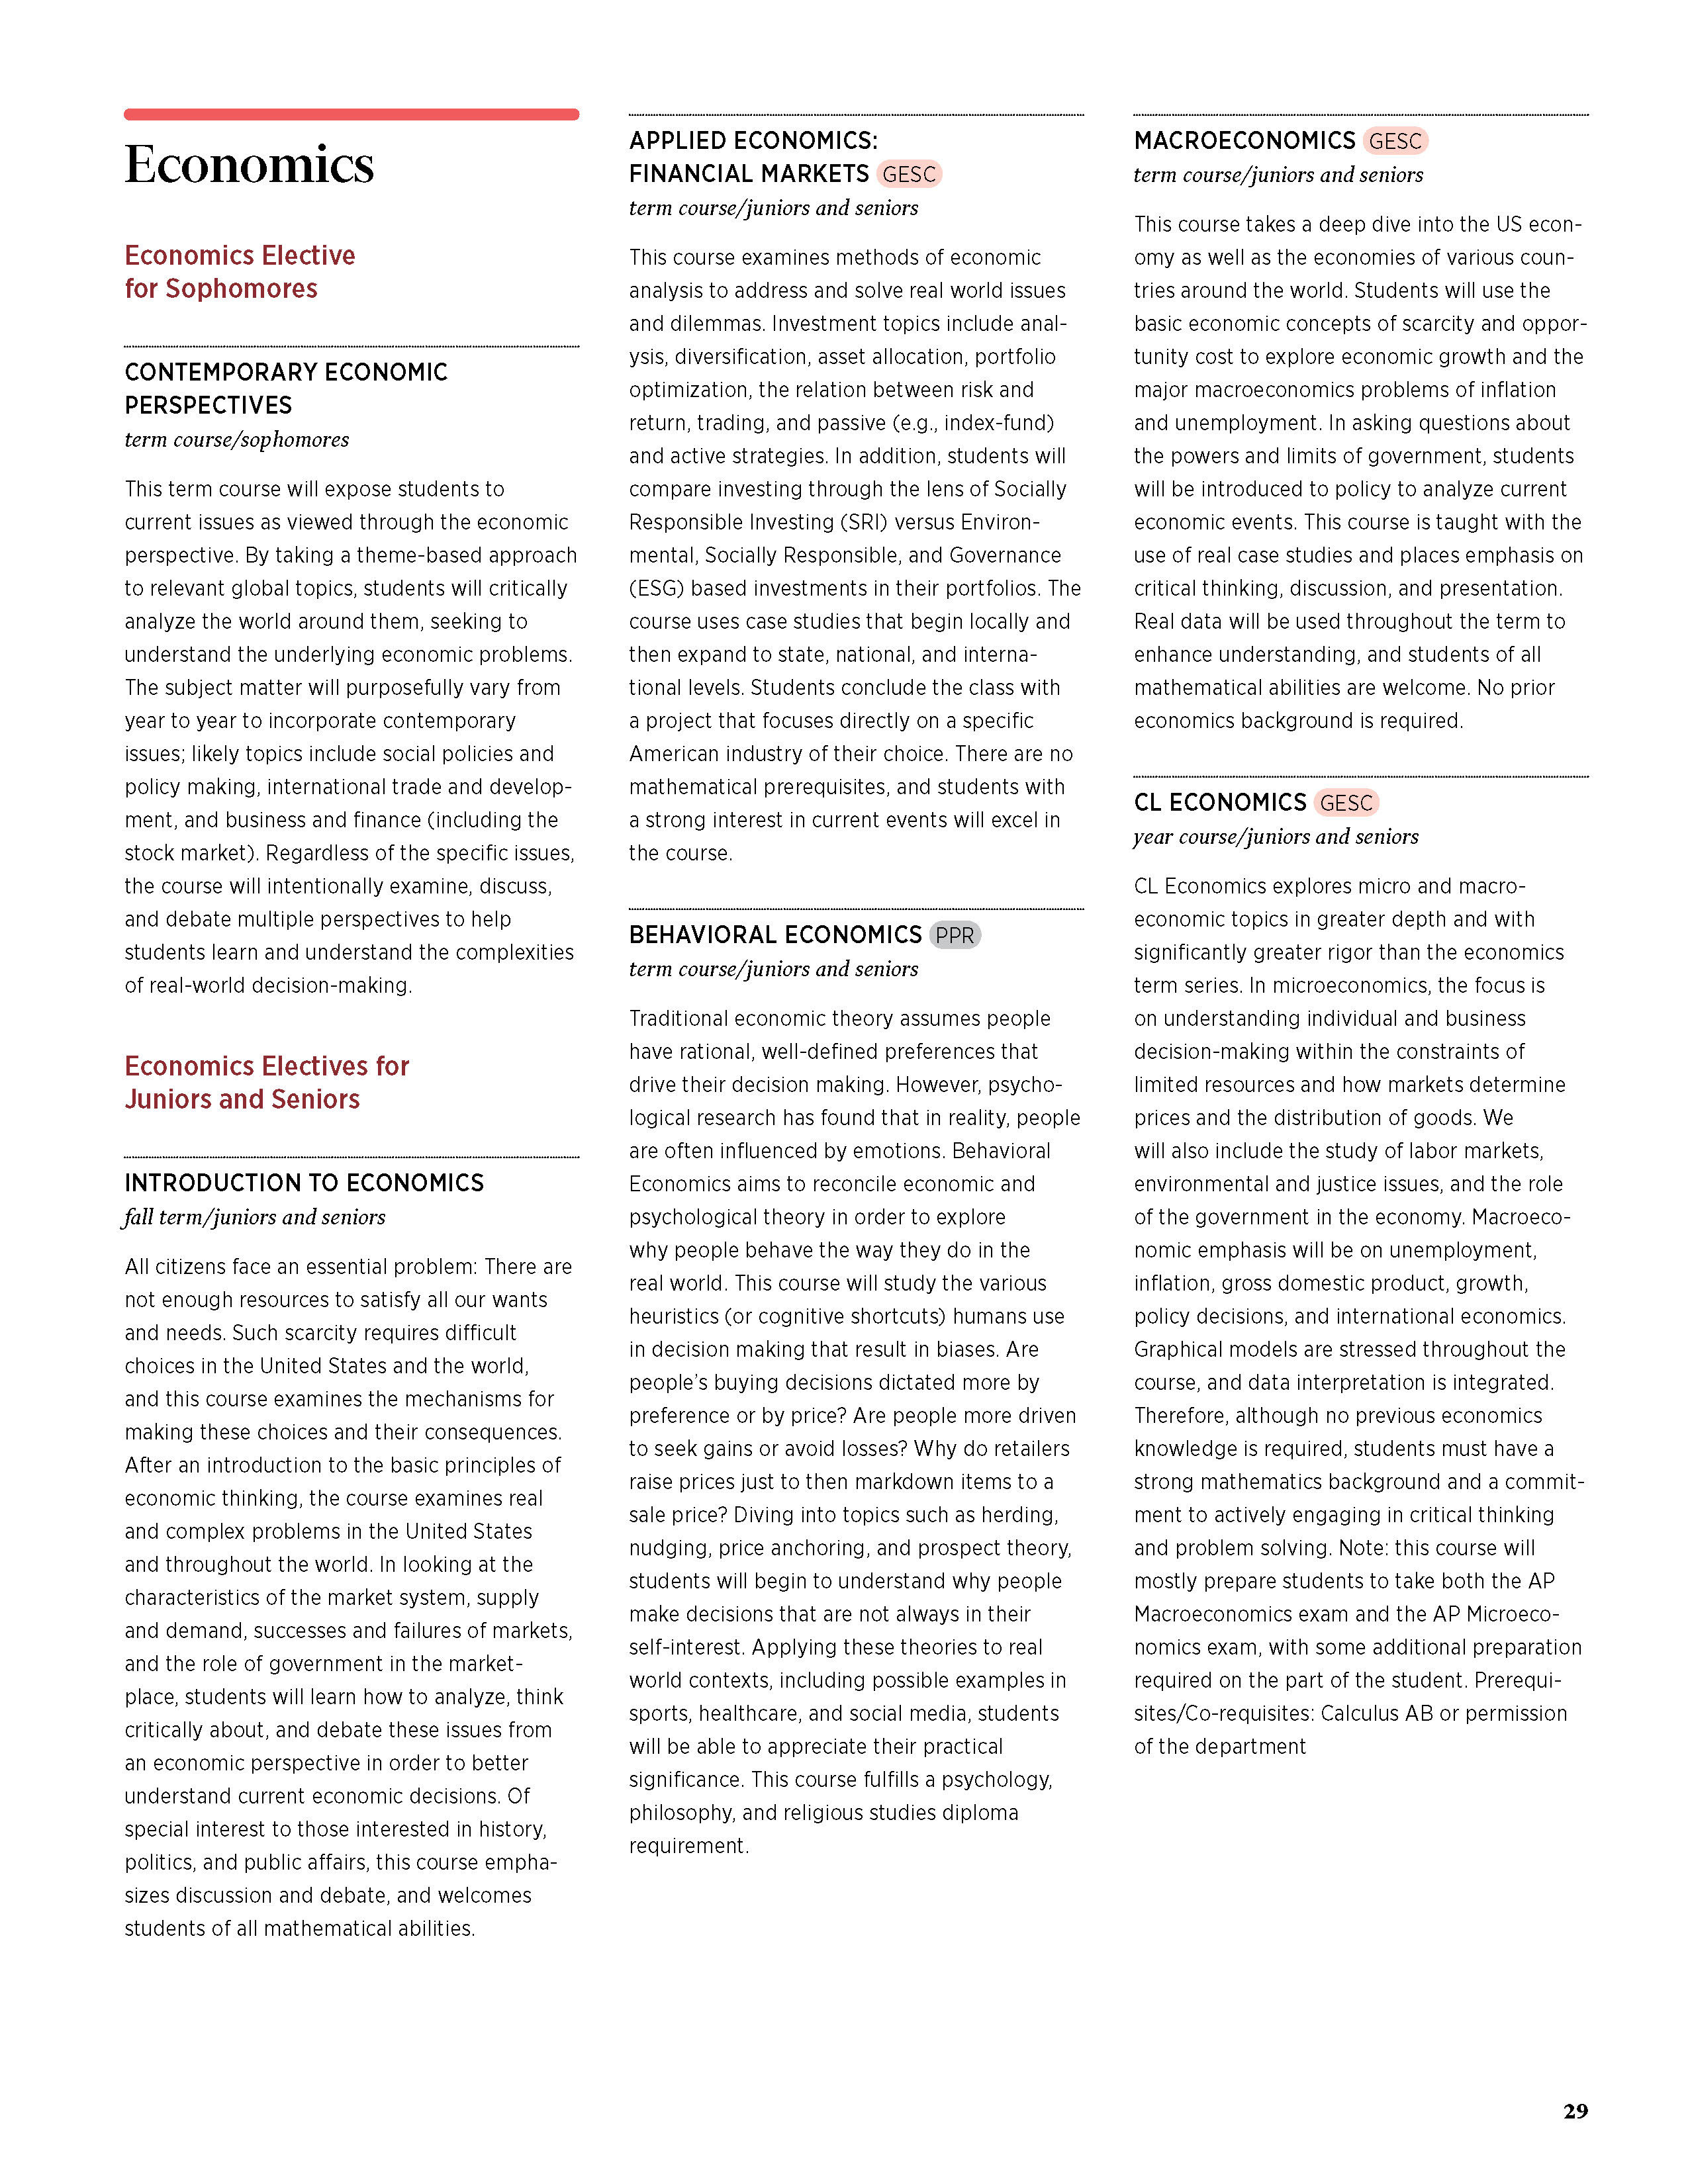 Economics
Economics Elective
for Sophomores
CONTEMPORARY ECONOMIC
PERSPECTIVES
term course/sophomores
This term course will expose students to
current issues as viewed through the economic
perspective. By taking a theme-based approach
to relevant global topics, students will critically
analyze the world around them, seeking to
understand the underlying economic problems.
The subject matter will purposefully vary from
year to year to incorporate contemporary
issues; likely topics include social policies and
policy making, international trade and develop-
ment, and business and finance (including the
stock market). Regardless of the specific issues,
the course will intentionally examine, discuss,
and debate multiple perspectives to help
students learn and understand the complexities
of real-world decision-making.
Economics Electives for
Juniors and Seniors
INTRODUCTION TO ECONOMICS
fall term/juniors and seniors
All citizens face an essential problem: There are
not enough resources to satisfy all our wants
and needs. Such scarcity requires difficult
choices in the United States and the world,
and this course examines the mechanisms for
making these choices and their consequences.
After an introduction to the basic principles of
economic thinking, the course examines real
and complex problems in the United States
and throughout the world. In looking at the
characteristics of the market system, supply
and demand, successes and failures of markets,
and the role of government in the market-
place, students will learn how to analyze, think
critically about, and debate these issues from
an economic perspective in order to better
understand current economic decisions. Of
special interest to those interested in history,
politics, and public affairs, this course empha-
sizes discussion and debate, and welcomes
students of all mathematical abilities.
APPLIED ECONOMICS:
FINANCIAL MARKETS GESC
term course/juniors and seniors
This course examines methods of economic
analysis to address and solve real world issues
and dilemmas. Investment topics include anal-
ysis, diversification, asset allocation, portfolio
optimization, the relation between risk and
return, trading, and passive (e.g., index-fund)
and active strategies. In addition, students will
compare investing through the lens of Socially
Responsible Investing (SRI) versus Environ-
mental, Socially Responsible, and Governance
(ESG) based investments in their portfolios. The
course uses case studies that begin locally and
then expand to state, national, and interna-
tional levels. Students conclude the class with
a project that focuses directly on a specific
American industry of their choice. There are no
mathematical prerequisites, and students with
a strong interest in current events will excel in
the course.
BEHAVIORAL ECONOMICS PPR
term course/juniors and seniors
Traditional economic theory assumes people
have rational, well-defined preferences that
drive their decision making. However, psycho-
logical research has found that in reality, people
are often influenced by emotions. Behavioral
Economics aims to reconcile economic and
psychological theory in order to explore
why people behave the way they do in the
real world. This course will study the various
heuristics (or cognitive shortcuts) humans use
in decision making that result in biases. Are
people's buying decisions dictated more by
preference or by price? Are people more driven
to seek gains or avoid losses? Why do retailers
raise prices just to then markdown items to a
sale price? Diving into topics such as herding,
nudging, price anchoring, and prospect theory,
students will begin to understand why people
make decisions that are not always in their
self-interest. Applying these theories to real
world contexts, including possible examples in
sports, healthcare, and social media, students
will be able to appreciate their practical
significance. This course fulfills a psychology,
philosophy, and religious studies diploma
requirement.
MACROECONOMICS GESC
term course/juniors and seniors
This course takes a deep dive into the US econ-
omy as well as the economies of various coun-
tries around the world. Students will use the
basic economic concepts of scarcity and oppor-
tunity cost to explore economic growth and the
major macroeconomics problems of inflation
and unemployment. In asking questions about
the powers and limits of government, students
will be introduced to policy to analyze current
economic events. This course is taught with the
use of real case studies and places emphasis on
critical thinking, discussion, and presentation.
Real data will be used throughout the term to
enhance understanding, and students of all
mathematical abilities are welcome. No prior
economics background is required.
CL ECONOMICS GESC
year course/juniors and seniors
CL Economics explores micro and macro-
economic topics in greater depth and with
significantly greater rigor than the economics
term series. In microeconomics, the focus is
on understanding individual and business
decision-making within the constraints of
limited resources and how markets determine
prices and the distribution of goods. We
will also include the study of labor markets,
environmental and justice issues, and the role
of the government in the economy. Macroeco-
nomic emphasis will be on unemployment,
inflation, gross domestic product, growth,
policy decisions, and international economics.
Graphical models are stressed throughout the
course, and data interpretation is integrated.
Therefore, although no previous economics
knowledge is required, students must have a
strong mathematics background and a commit-
ment to actively engaging in critical thinking
and problem solving. Note: this course will
mostly prepare students to take both the AP
Macroeconomics exam and the AP Microeco-
nomics exam, with some additional preparation
required on the part of the student. Prerequi-
sites/Co-requisites: Calculus AB or permission
of the department
29